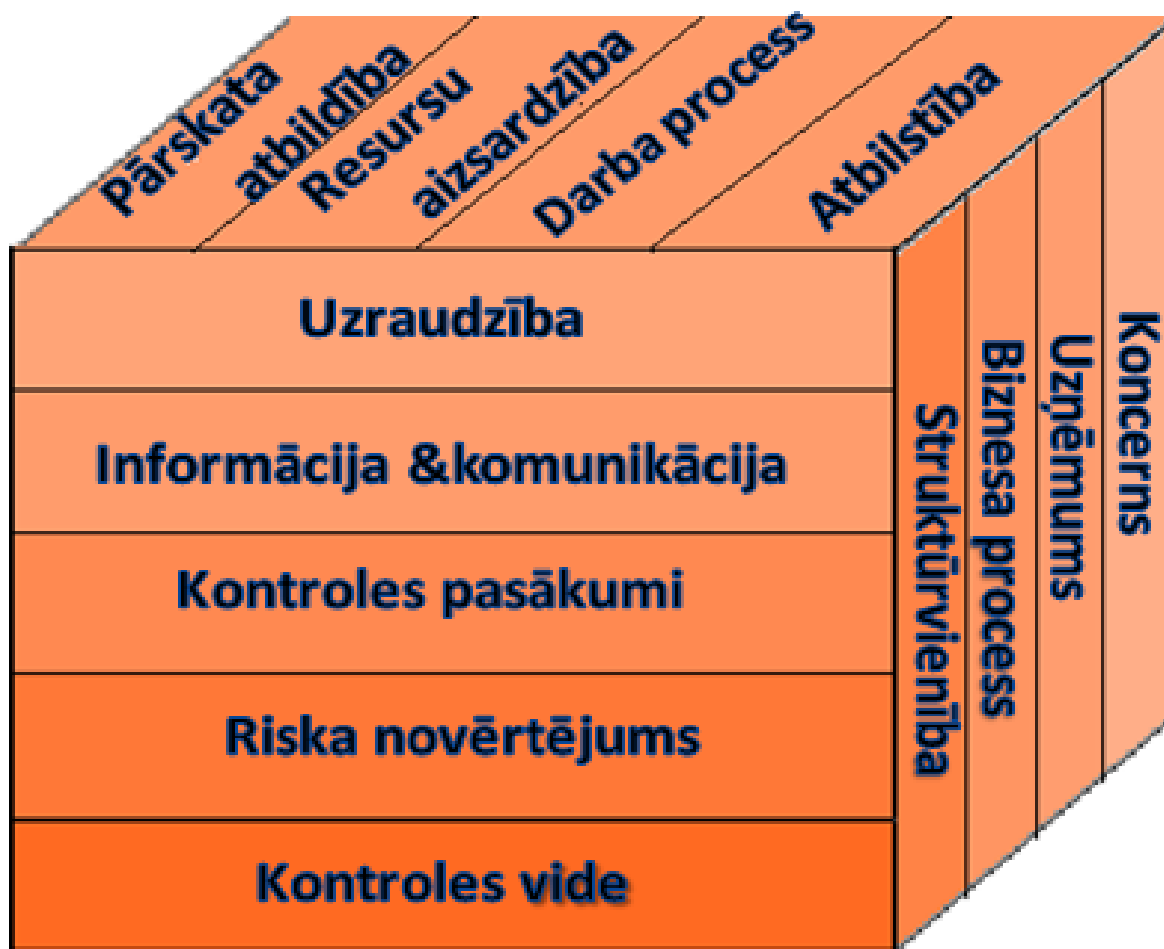 Pārskata
atbildība
Resursu
aizsardzība
Darba process
Atbilstība
Uzraudzība
Informācija &komunikācija
Kontroles pasākumi
Riska novērtējums
Kontroles vide
Struktūrvienība
Biznesa process
Uzņēmums
Koncerns